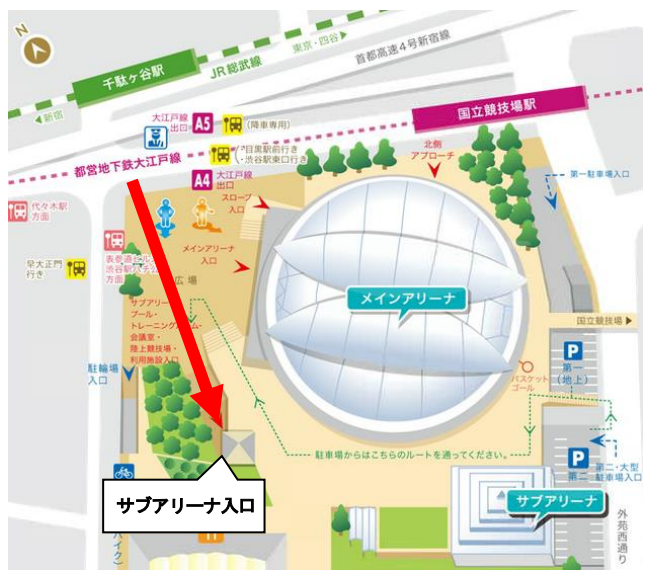 N
千駄ヶ谷駅
JR総武線
東京・四谷▶
首都高速4号新宿線
◀新宿
大江戸線
出口
A5
(降車専用)
国立競技場駅
都営地下鉄大江戸線
目黒駅前行き
・渋谷駅東口行き
A4
大江戸線
出口
スロープ
入口
北側
アプローチ
第一駐車場入口
代々木駅
方面
早大正門
行き
表参道ヒル
渋谷駅ハチ公
方面
メインアリーナ
入口
広場
メインアリーナ
サブアリー
プール・
トレーニング
ム・
会議室・
陸上競技場・
利用施設入口
国立競技場▶
駐輪場
入口
バスケット
ゴール
P
第一
(地上)
駐車場からはこちらのルートを通ってください。
P
第二
第二・大型
駐車場入口
サブアリーナ入口
サブアリーナ
バイク)
外苑西通り